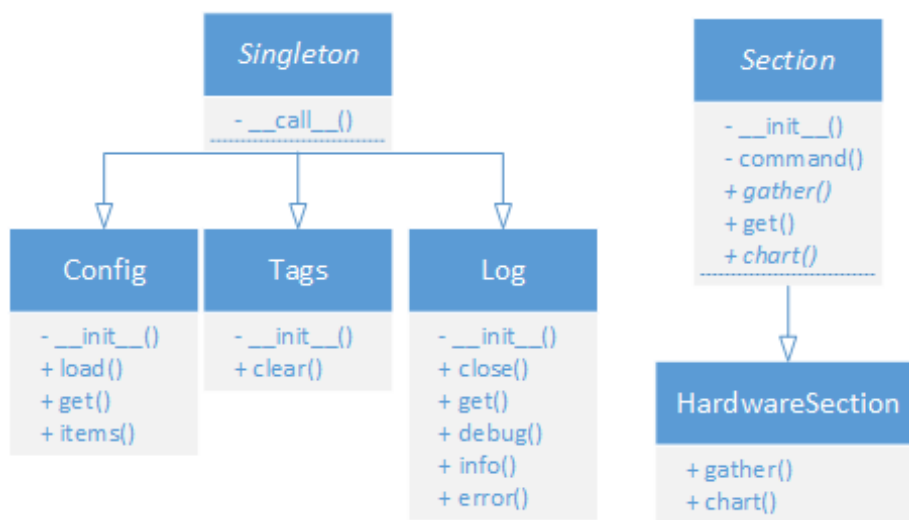 Singleton
- __call__()
Section
- __init__()
- command()
+ gather()
+ get()
+ chart()
Config
- __init__()
+ load()
+ get()
+ items()
Tags
- __init__()
+ clear()
Log
- __init__()
+ close()
+ get()
+ debug()
+ info()
+ error()
HardwareSection
+ gather()
+ chart()